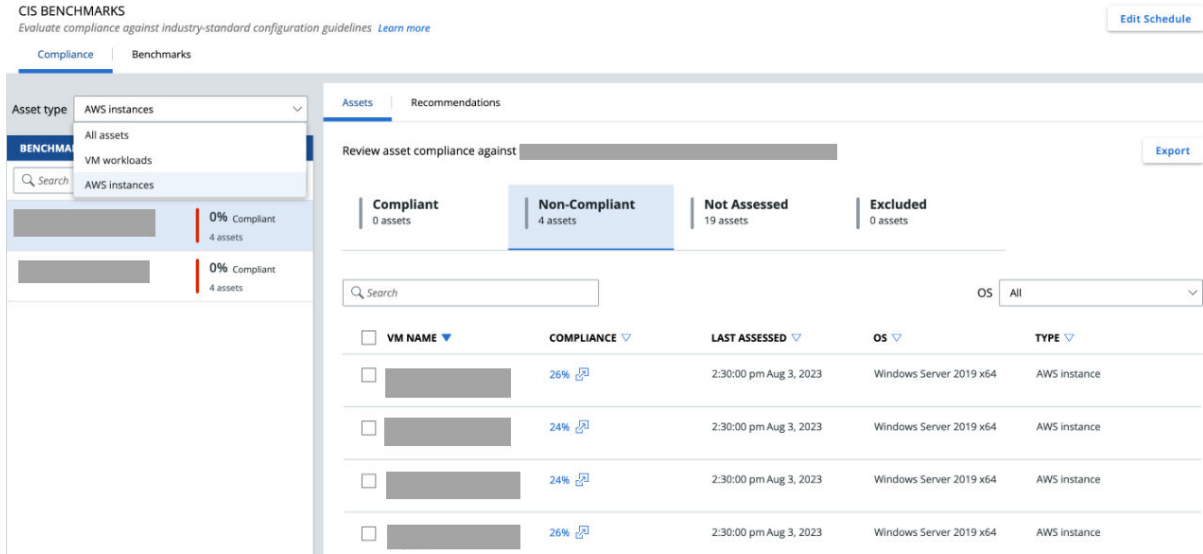 CIS BENCHMARKS
Evaluate compliance against industry-standard configuration guidelines Learn more
Edit Schedule
Compliance Benchmarks
Asset type AWS instances
All assets
VM workloads
AWS instances
BENCHMA
Search
0% Compliant
4 assets
0% Compliant
4 assets
Assets Recommendations
Review asset compliance against
Export
Compliant Non-Compliant Not Assessed Excluded
0 assets 4 assets 19 assets 0 assets
Search OS All
VM NAME COMPLIANCE LAST ASSESSED OS TYPE
26% 2:30:00 pm Aug 3, 2023 Windows Server 2019 x64 AWS instance
24% 2:30:00 pm Aug 3, 2023 Windows Server 2019 x64 AWS instance
24% 2:30:00 pm Aug 3, 2023 Windows Server 2019 x64 AWS instance
26% 2:30:00 pm Aug 3, 2023 Windows Server 2019 x64 AWS instance